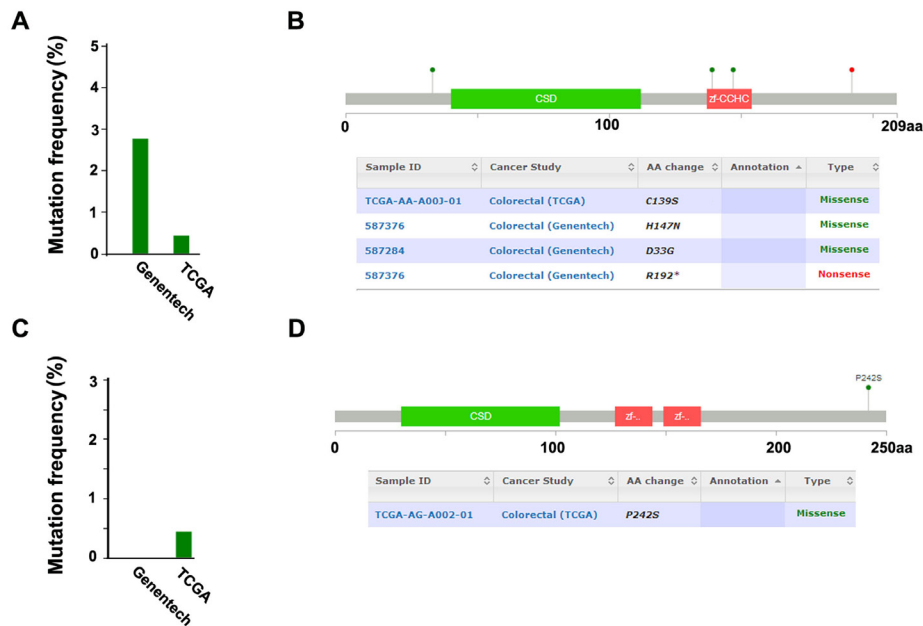 A
Mutation frequency (%)
5
4
3
2
1
0
Genentech
TCGA
B
CSD
zf-CCHC
0
100
209aa
Sample ID
Cancer Study
AA change
Annotation
Type
TCGA-AA-A00J-01
Colorectal (TCGA)
C139S
Missense
587376
Colorectal (Genentech)
H147N
Missense
587284
Colorectal (Genentech)
D33G
Missense
587376
Colorectal (Genentech)
R192*
Nonsense
C
Mutation frequency (%)
3
2
1
0
Genentech
TCGA
D
P242S
CSD
zf-..
zf-..
0
100
200
250aa
Sample ID
Cancer Study
AA change
Annotation
Type
TCGA-AG-A002-01
Colorectal (TCGA)
P242S
Missense